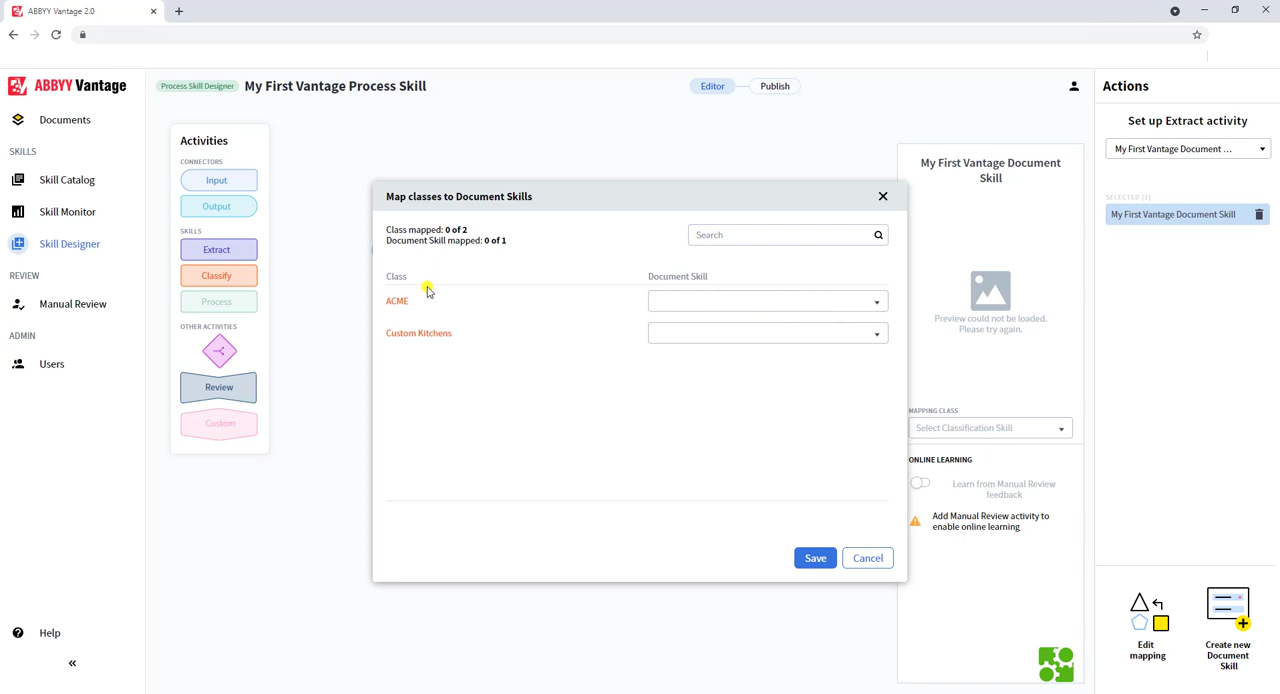 ABBYY Vantage 2.0
ABBYY Vantage
Process Skill Designer
My First Vantage Process Skill
Editor
Publish
Actions
Documents
SKILLS
Skill Catalog
Skill Monitor
Skill Designer
REVIEW
Manual Review
ADMIN
Users
Help
Activities
CONNECTORS
Input
Output
SKILLS
Extract
Classify
Process
OTHER ACTIVITIES
Review
Custom
Map classes to Document Skills
Class mapped: 0 of 2
Document Skill mapped: 0 of 1
Search
Class
Document Skill
ACME
Custom Kitchens
Save
Cancel
My First Vantage Document
Skill
Preview could not be loaded.
Please try again.
MAPPING CLASS
Select Classification Skill
ONLINE LEARNING
Learn from Manual Review
feedback
Add Manual Review activity to
enable online learning
Set up Extract activity
My First Vantage Document ...
SELECTED (1)
My First Vantage Document Skill
Edit
mapping
Create new
Document
Skill